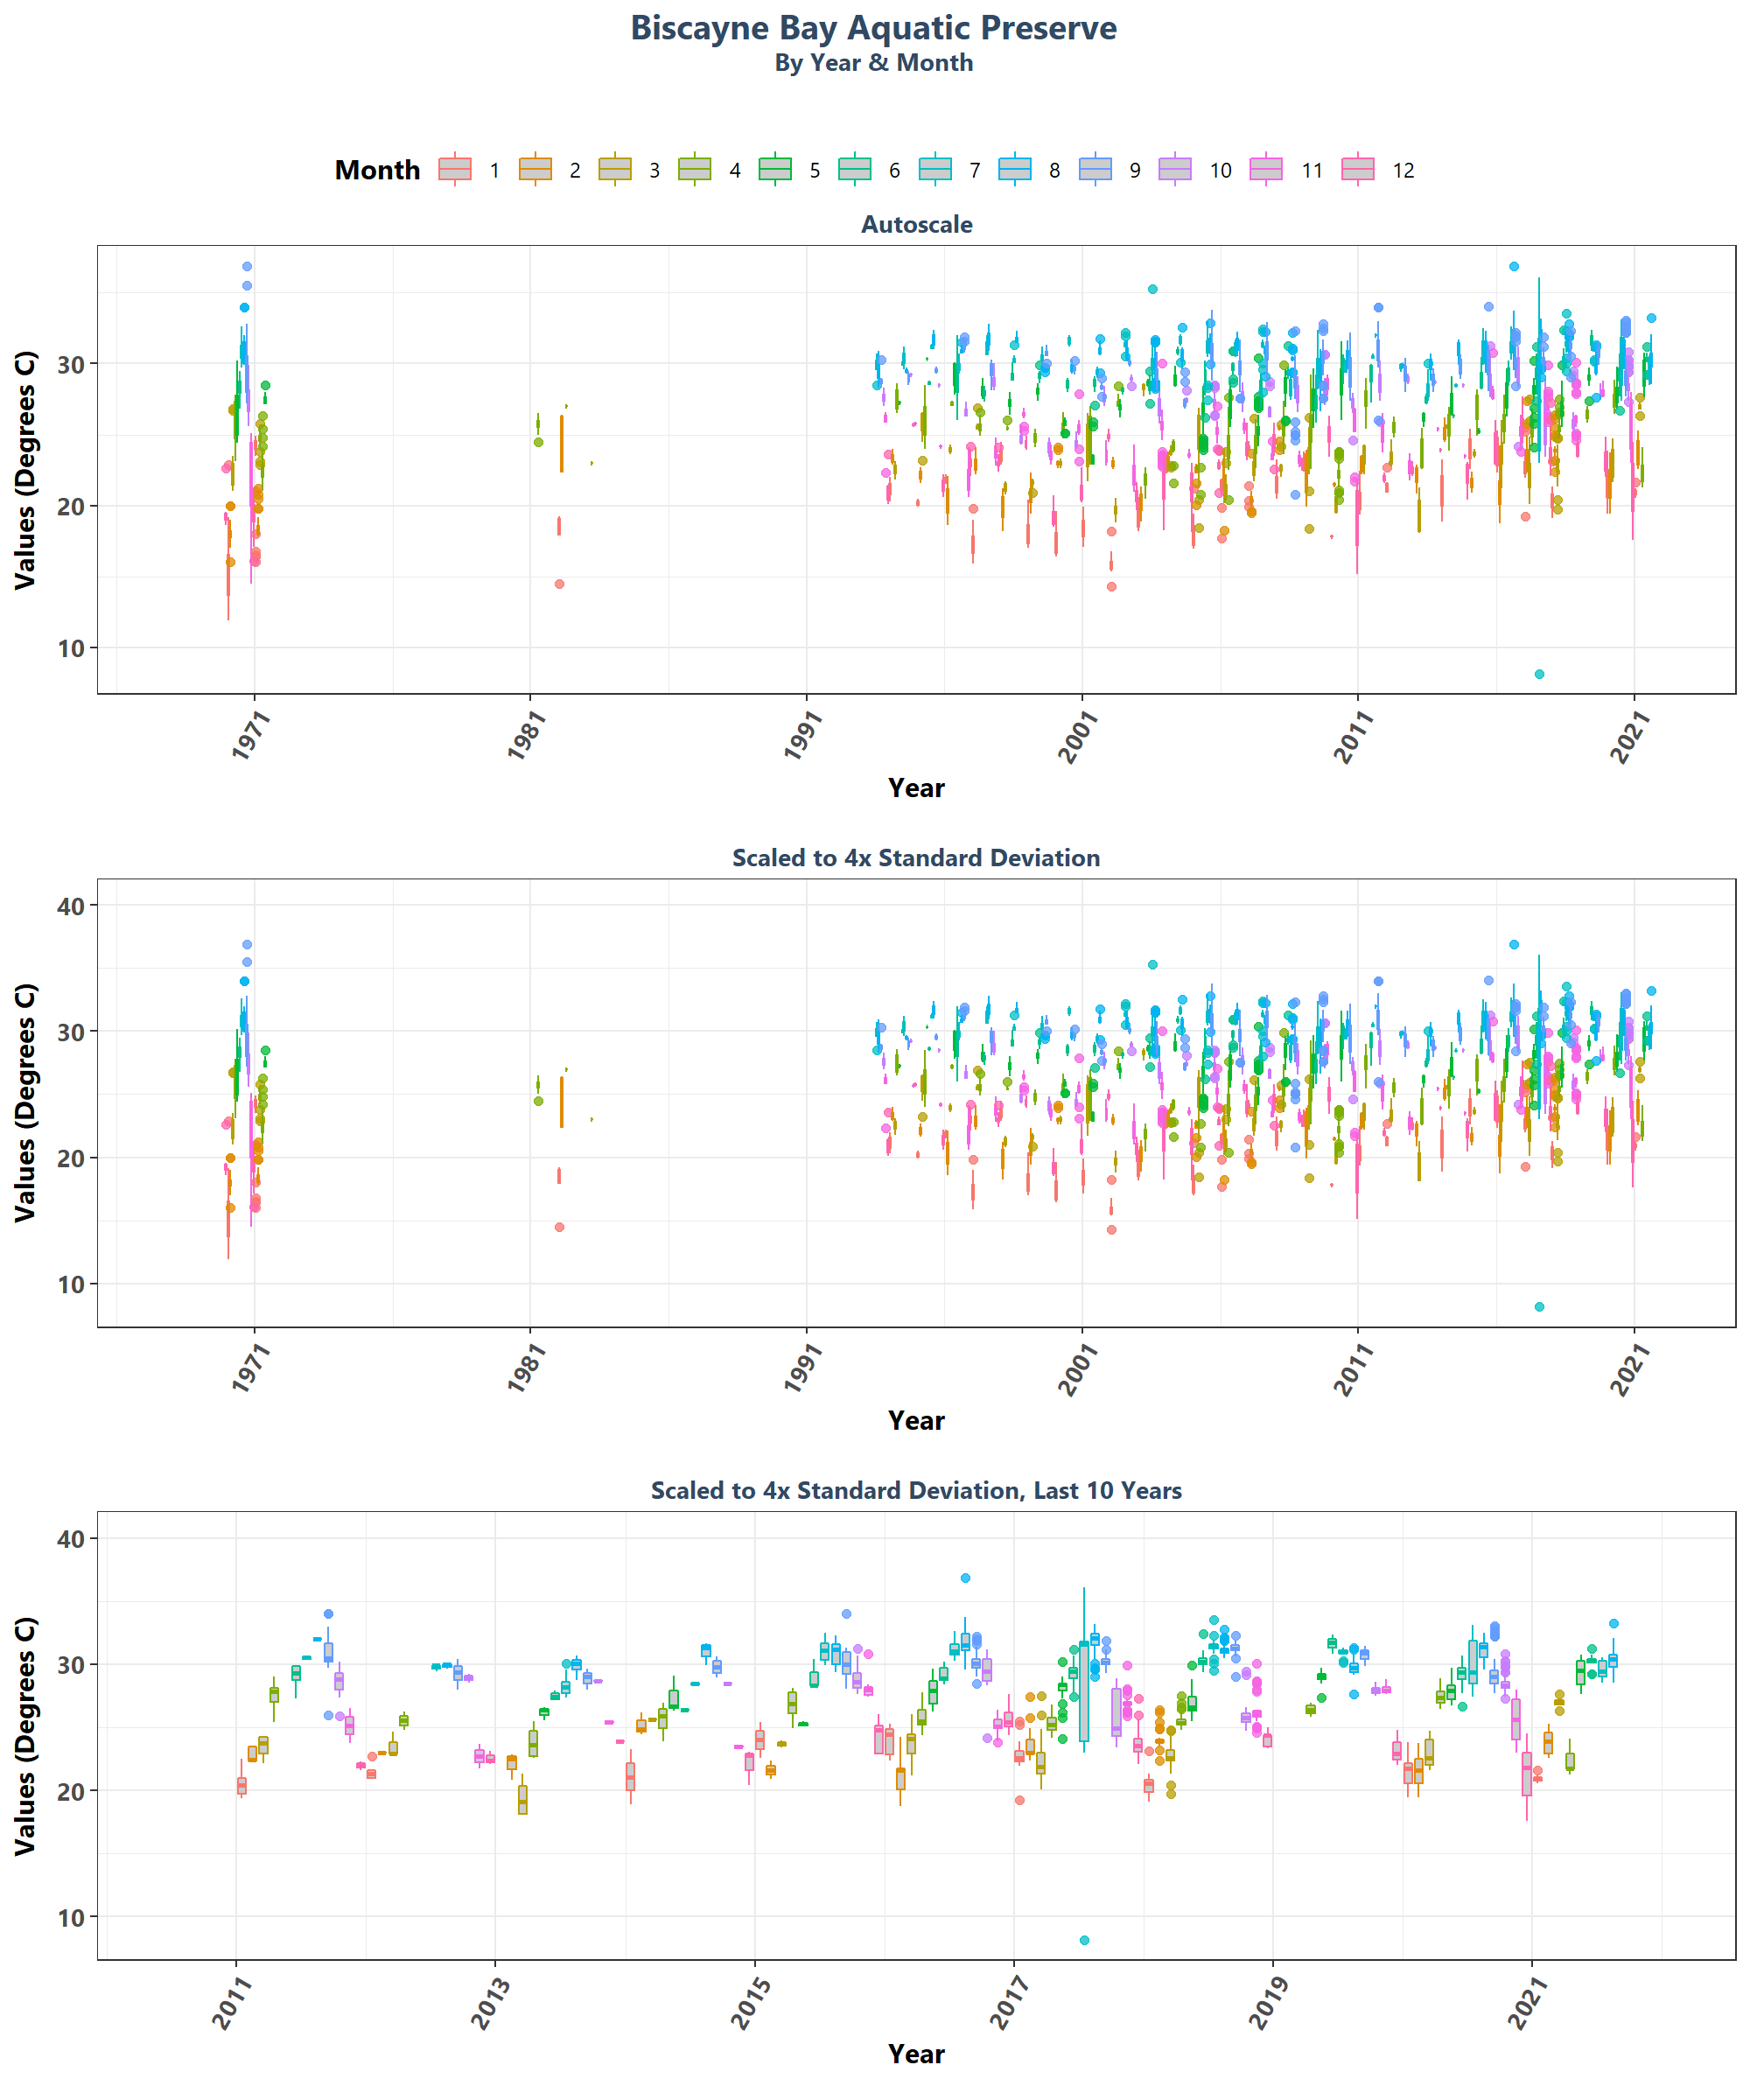 Biscayne Bay Aquatic Preserve
By Year & Month
Month 1 2 3 4 5 6 7 8 9 10 11 12
Autoscale
Values (Degrees C)
30
20
10
1971 1981 1991 2001 2011 2021
Year
Scaled to 4x Standard Deviation
Values (Degrees C)
40
30
20
10
1971 1981 1991 2001 2011 2021
Year
Scaled to 4x Standard Deviation, Last 10 Years
Values (Degrees C)
40
30
20
10
2011 2013 2015 2017 2019 2021
Year